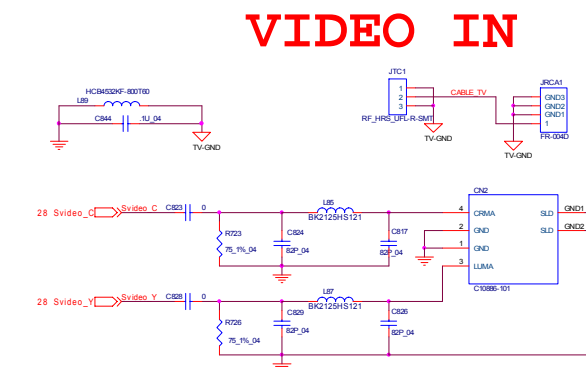 VIDEO IN
HCB4532KF-800T60
L89
C844
.1U_04
TV-GND
JTC1
1
2
3
RF_HRS_UFL-R-SMT
CABLE_TV
TV-GND
JRCA1
GND3
GND2
GND1
1
FR-004D
TV-GND
28 Svideo_C
Svideo C
C823
0
L85
BK2125HS121
R723
75_1%_04
C824
82P_04
C817
82P_04
CN2
4
CRMA
2
GND
1
GND
3
LUMA
SLD
GND1
SLD
GND2
C10886-101
28 Svideo_Y
Svideo Y
C828
0
L87
BK2125HS121
R726
75_1%_04
C829
82P_04
C826
82P_04